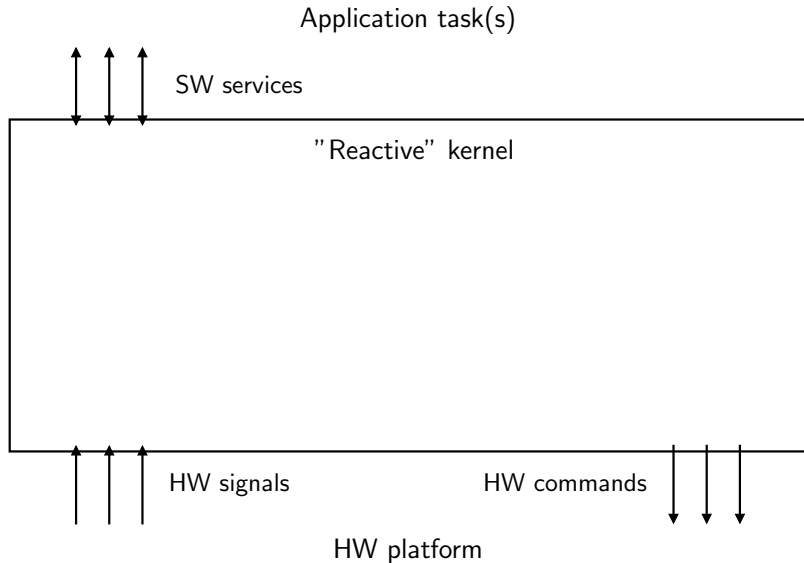 Application task(s)
SW services
”Reactive” kernel
HW signals
HW commands
HW platform